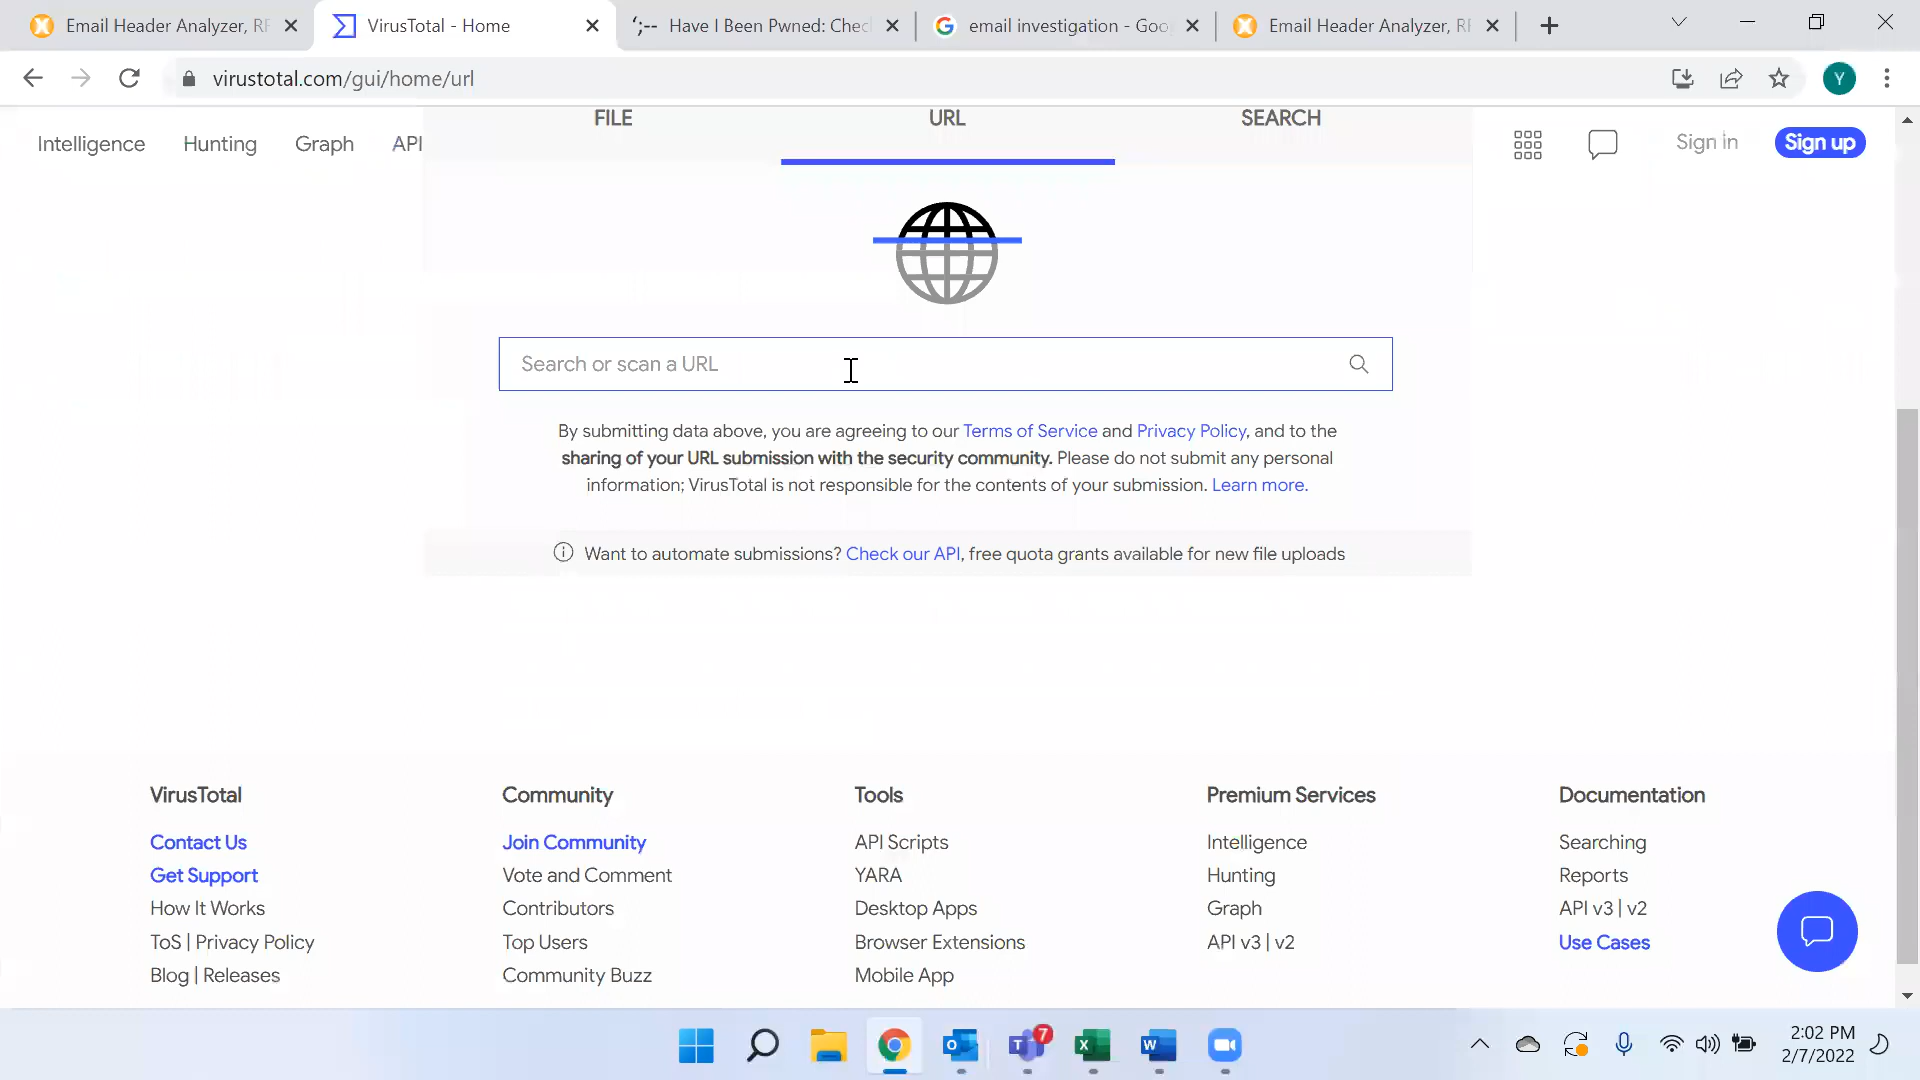 Email Header Analyzer, RF
VirusTotal - Home
Have I Been Pwned: Chec
email investigation - Goo
Email Header Analyzer, RF
virustotal.com/gui/home/url
Y
FILE
URL
SEARCH
Intelligence
Hunting
Graph
API
Sign in
Sign up
Search or scan a URL
By submitting data above, you are agreeing to our Terms of Service and Privacy Policy, and to the
sharing of your URL submission with the security community. Please do not submit any personal
information; VirusTotal is not responsible for the contents of your submission. Learn more.
Want to automate submissions? Check our API, free quota grants available for new file uploads
VirusTotal
Contact Us
Get Support
How It Works
ToS | Privacy Policy
Blog | Releases
Community
Join Community
Vote and Comment
Contributors
Top Users
Community Buzz
Tools
API Scripts
YARA
Desktop Apps
Browser Extensions
Mobile App
Premium Services
Intelligence
Hunting
Graph
API v3 | v2
Documentation
Searching
Reports
API v3 | v2
Use Cases
7
2:02 PM
2/7/2022